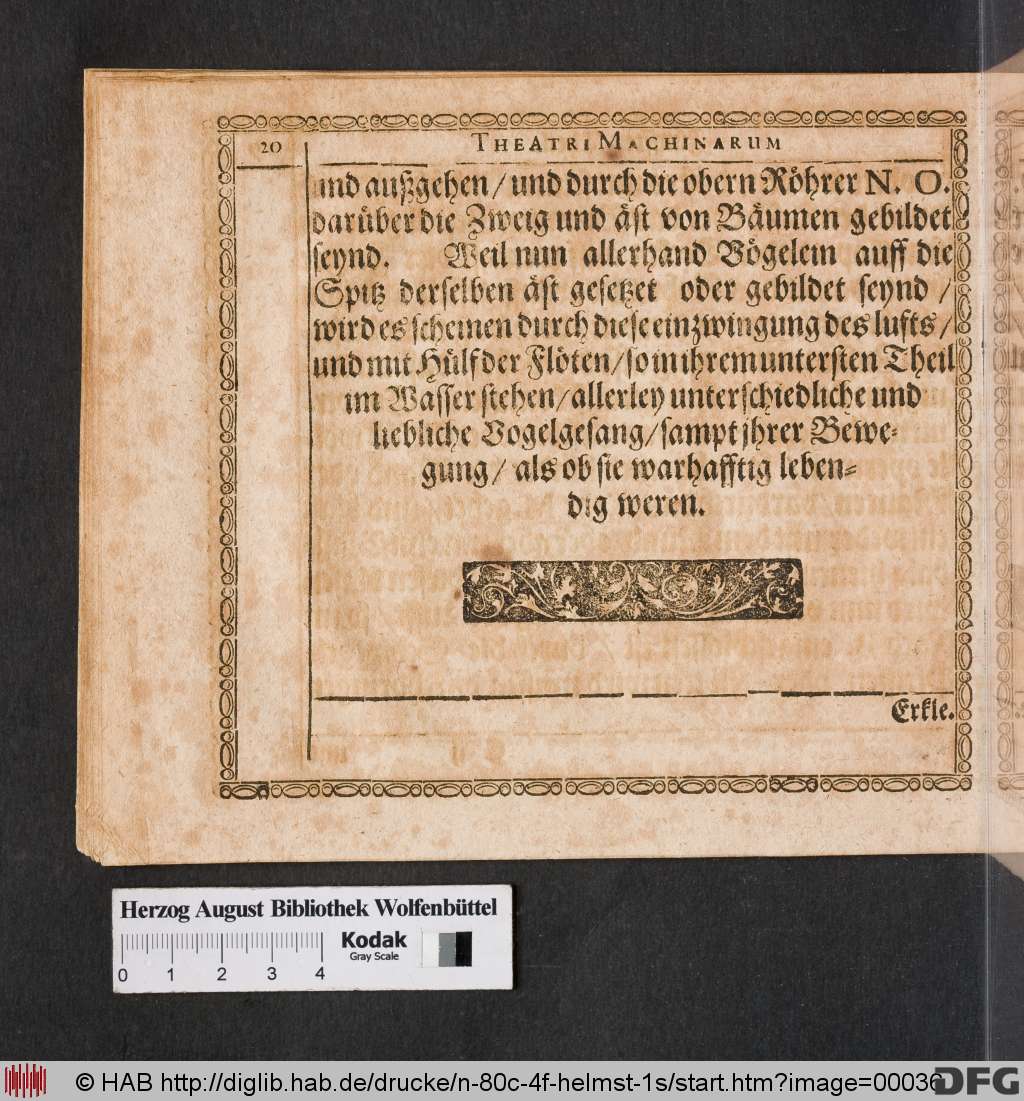 20
THEATRI MACHINARUM
und außgehen/ und durch die obern Röhrer N. O.
darüber die Zweig und äst von Bäumen gebildet
seynd. Weil nun allerhand Vögelein auff die
Spitz derselben äst gesetzet oder gebildet seynd /
wird es scheinen durch diese einzwingung des lufts/
und mit Hülf der Flöten/ so in ihrem untersten Theil
im Wasser stehen/ allerley unterschiedliche und
liebliche Vogelgesang/ sampt jhrer Bewe-
gung/ als ob sie warhafftig leben-
dig weren.
Erkle.
Herzog August Bibliothek Wolfenbüttel
Kodak
Gray Scale
0 1 2 3 4
© HAB http://diglib.hab.de/drucke/n-80c-4f-helmst-1s/start.htm?image=00036
DFG